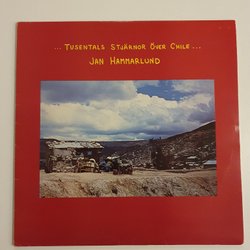 ... TUSENTALS STJÄRNOR ÖVER CHILE ...
JAN HAMMARLUND